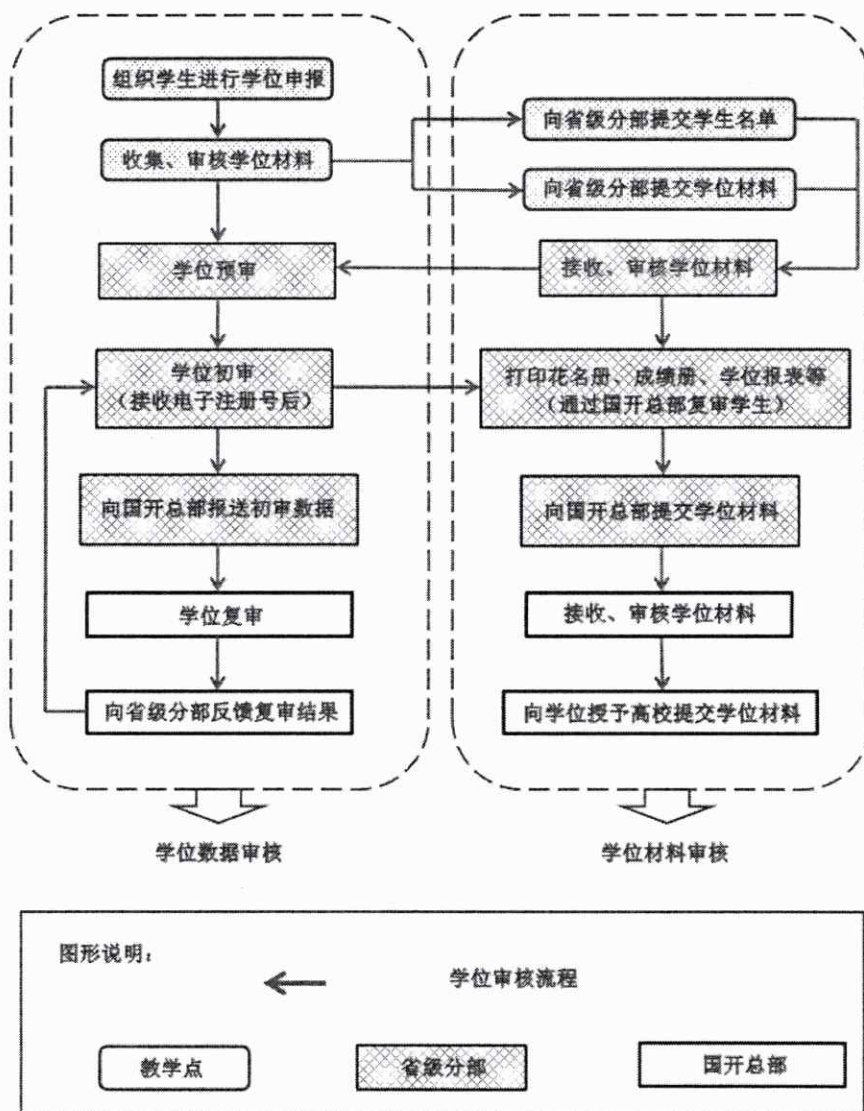 组织学生进行学位申报
收集、审核学位材料
学位预审
学位初审
（接收电子注册号后）
向国开总部报送初审数据
学位复审
向省级分部反馈复审结果
学位数据审核
向省级分部提交学生名单
向省级分部提交学位材料
接收、审核学位材料
打印花名册、成绩册、学位报表等
（通过国开总部复审学生）
向国开总部提交学位材料
接收、审核学位材料
向学位授予高校提交学位材料
学位材料审核
图形说明：
学位审核流程
教学点
省级分部
国开总部